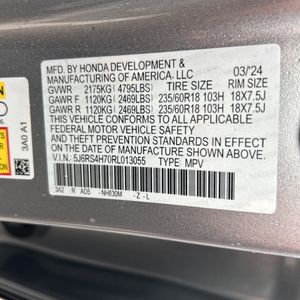 MFD. BY HONDA DEVELOPMENT & 03/'24
MANUFACTURING OF AMERICA, LLC
GVWR 2175KG (4795LBS) TIRE SIZE RIM SIZE
GAWR F 1120KG (2469LBS) 235/60R18 103H 18X7.5J
GAWR R 1120KG (2469LBS) 235/60R18 103H 18X7.5J
THIS VEHICLE CONFORMS TO ALL APPLICABLE
FEDERAL MOTOR VEHICLE SAFETY
AND THEFT PREVENTION STANDARDS IN EFFECT
ON THE DATE OF MANUFACTURE SHOWN ABOVE.
V.I.N.: 5J6RS4H70RL013055 TYPE: MPV
3A2 R AD5 - NH830M - Z - L
3A0 A1